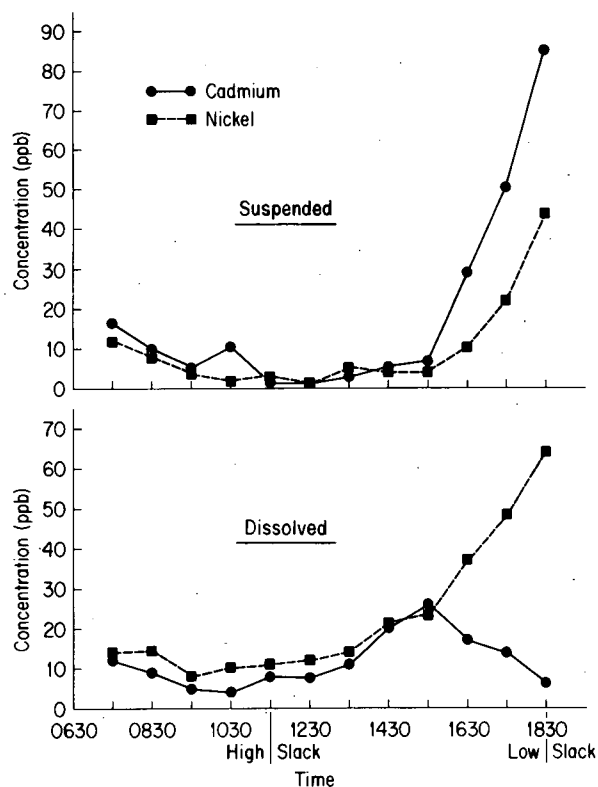 90
80
70
60
50
40
30
20
10
0
Concentration (ppb)
Cadmium
Nickel
Suspended
70
60
50
40
30
20
10
0
Concentration (ppb)
Dissolved
0630 0830 1030 1230 1430 1630 1830
High Slack Low Slack
Time